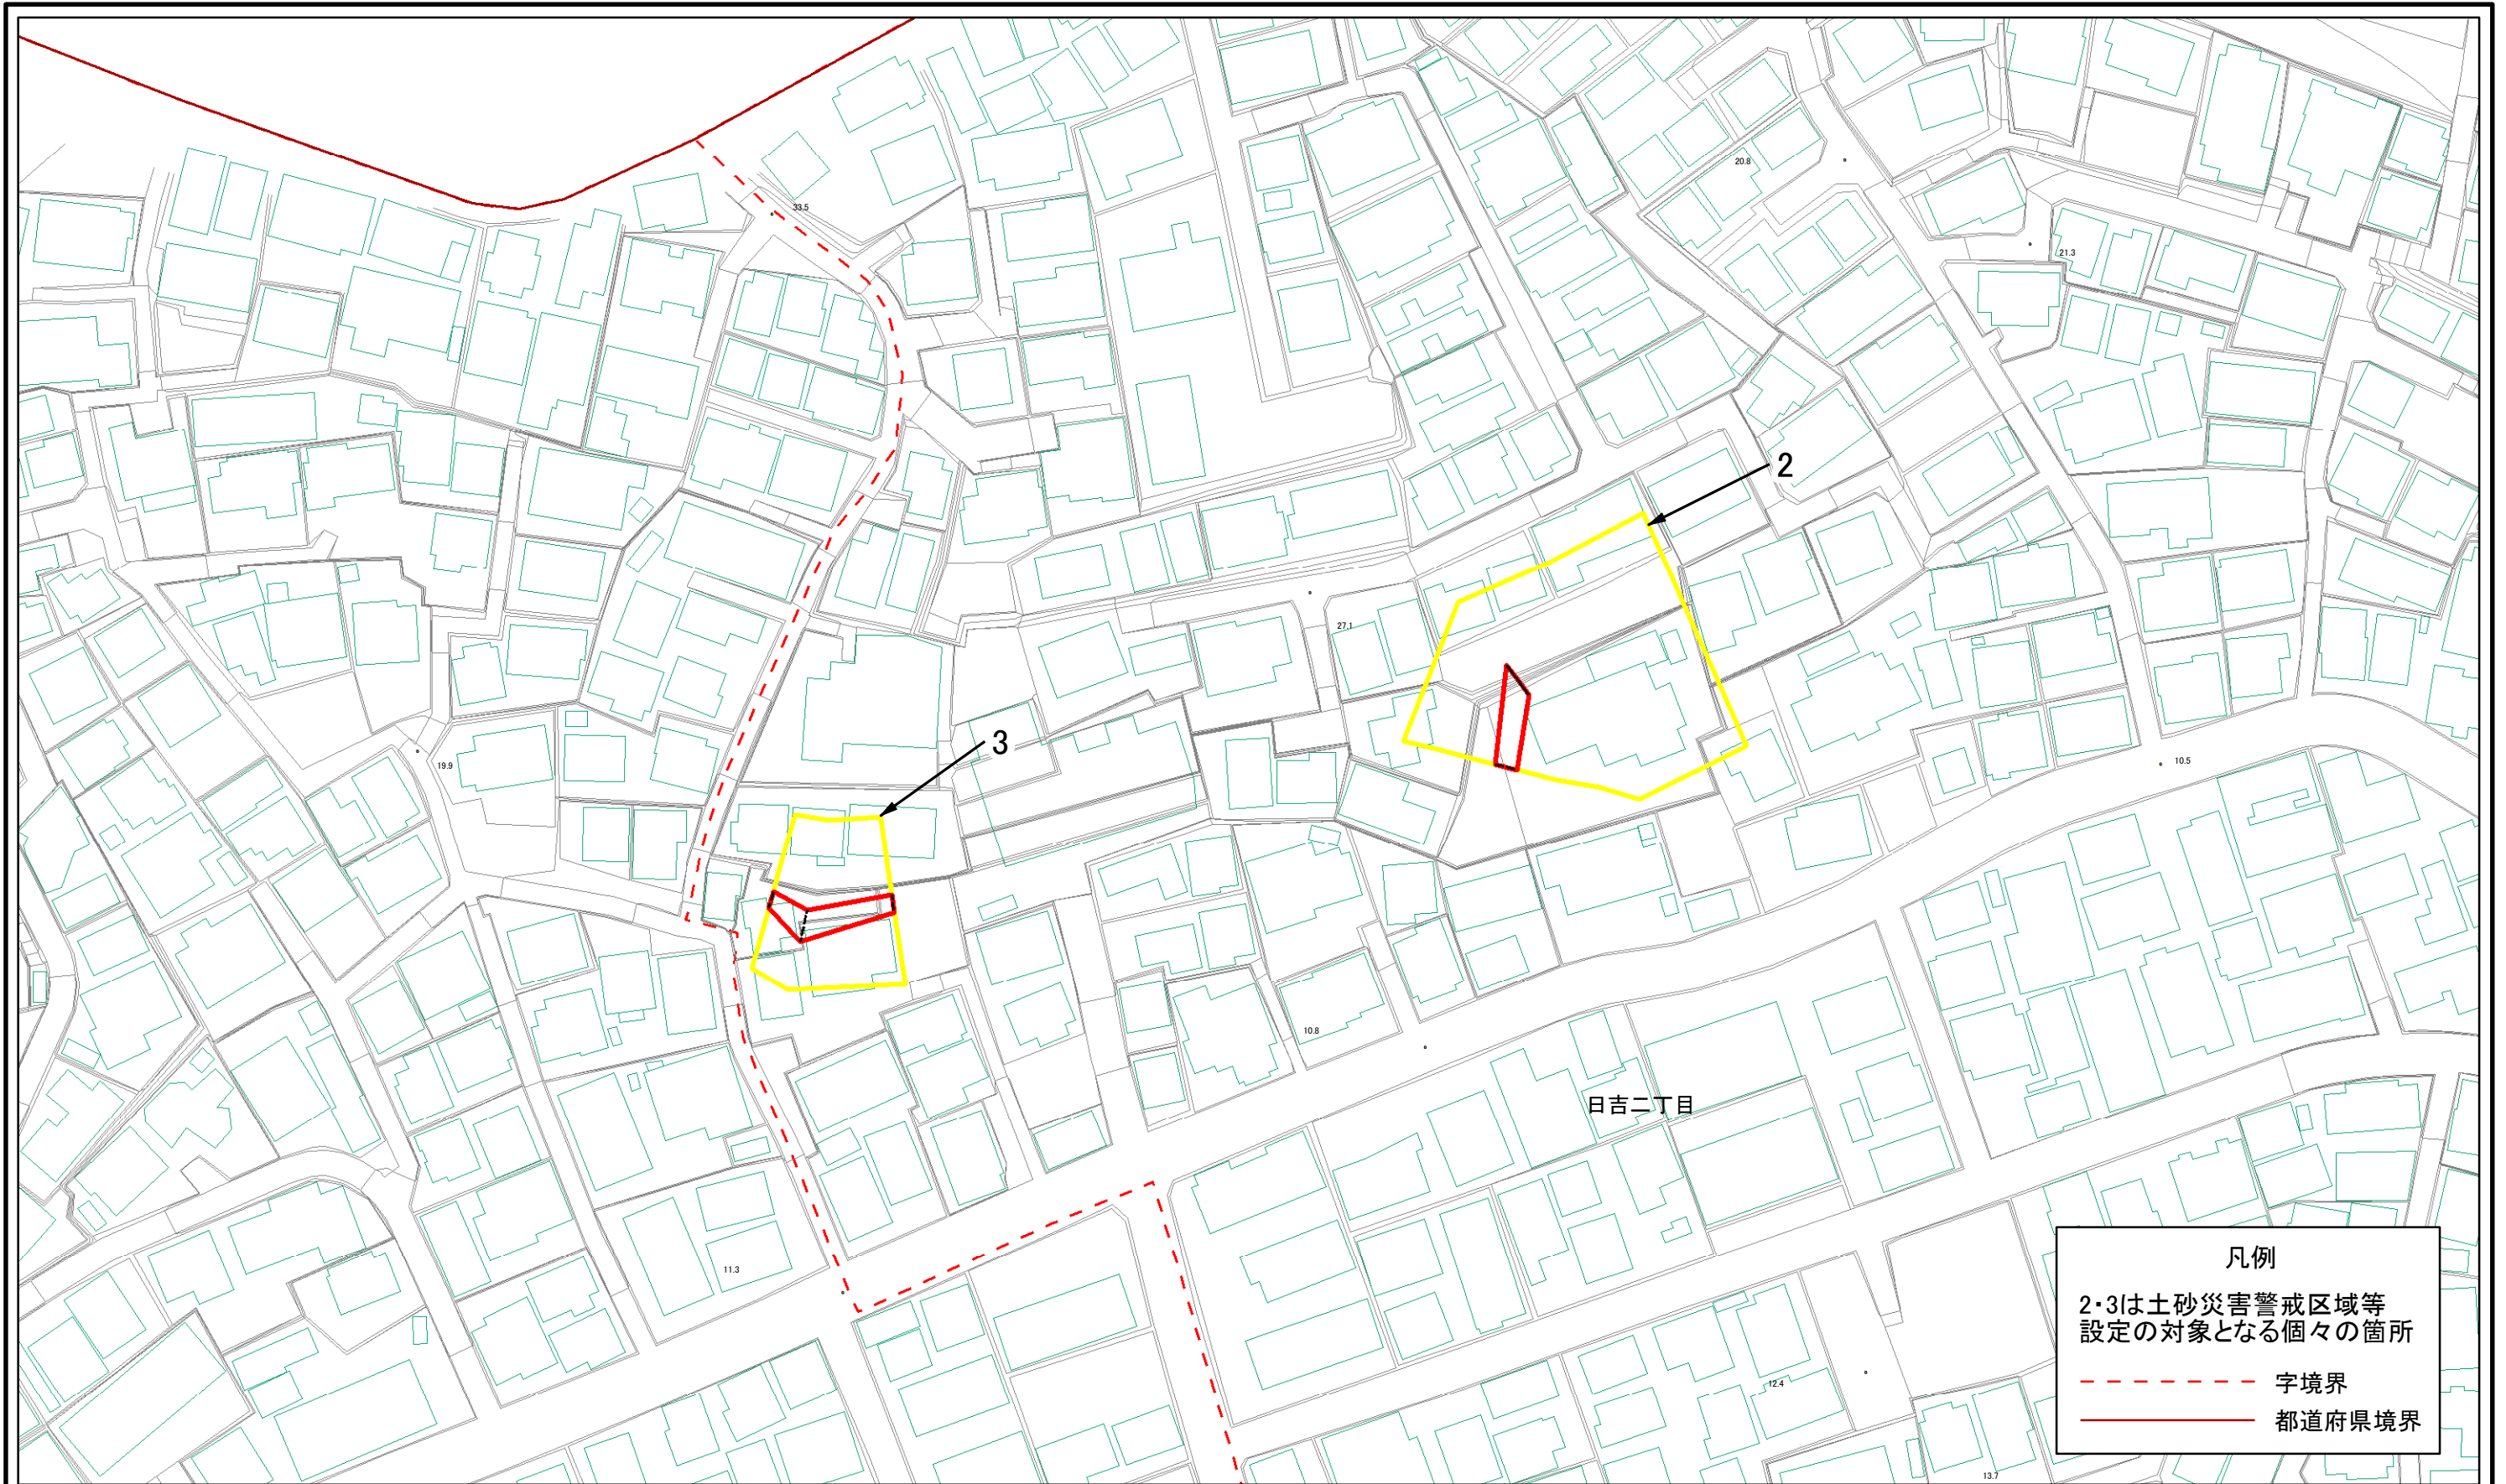 33.5
20.8
21.3
2
27.1
3
19.9
10.5
10.8
日吉二丁目
11.3
12.4
13.7
凡例
2・3は土砂災害警戒区域等
設定の対象となる個々の箇所
字境界
都道府県境界